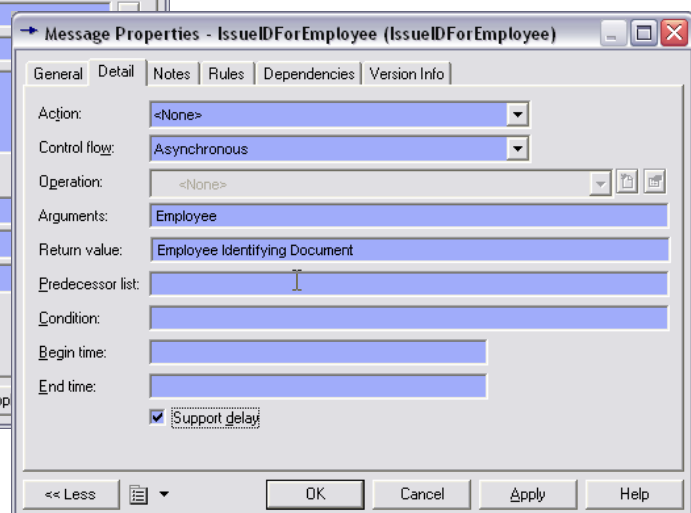 Message Properties - IssueIDForEmployee (IssueIDForEmployee)
General Detail Notes Rules Dependencies Version Info
Action: <None>
Control flow: Asynchronous
Operation: <None>
Arguments: Employee
Return value: Employee Identifying Document
Predecessor list:
Condition:
Begin time:
End time:
Support delay
<< Less OK Cancel Apply Help